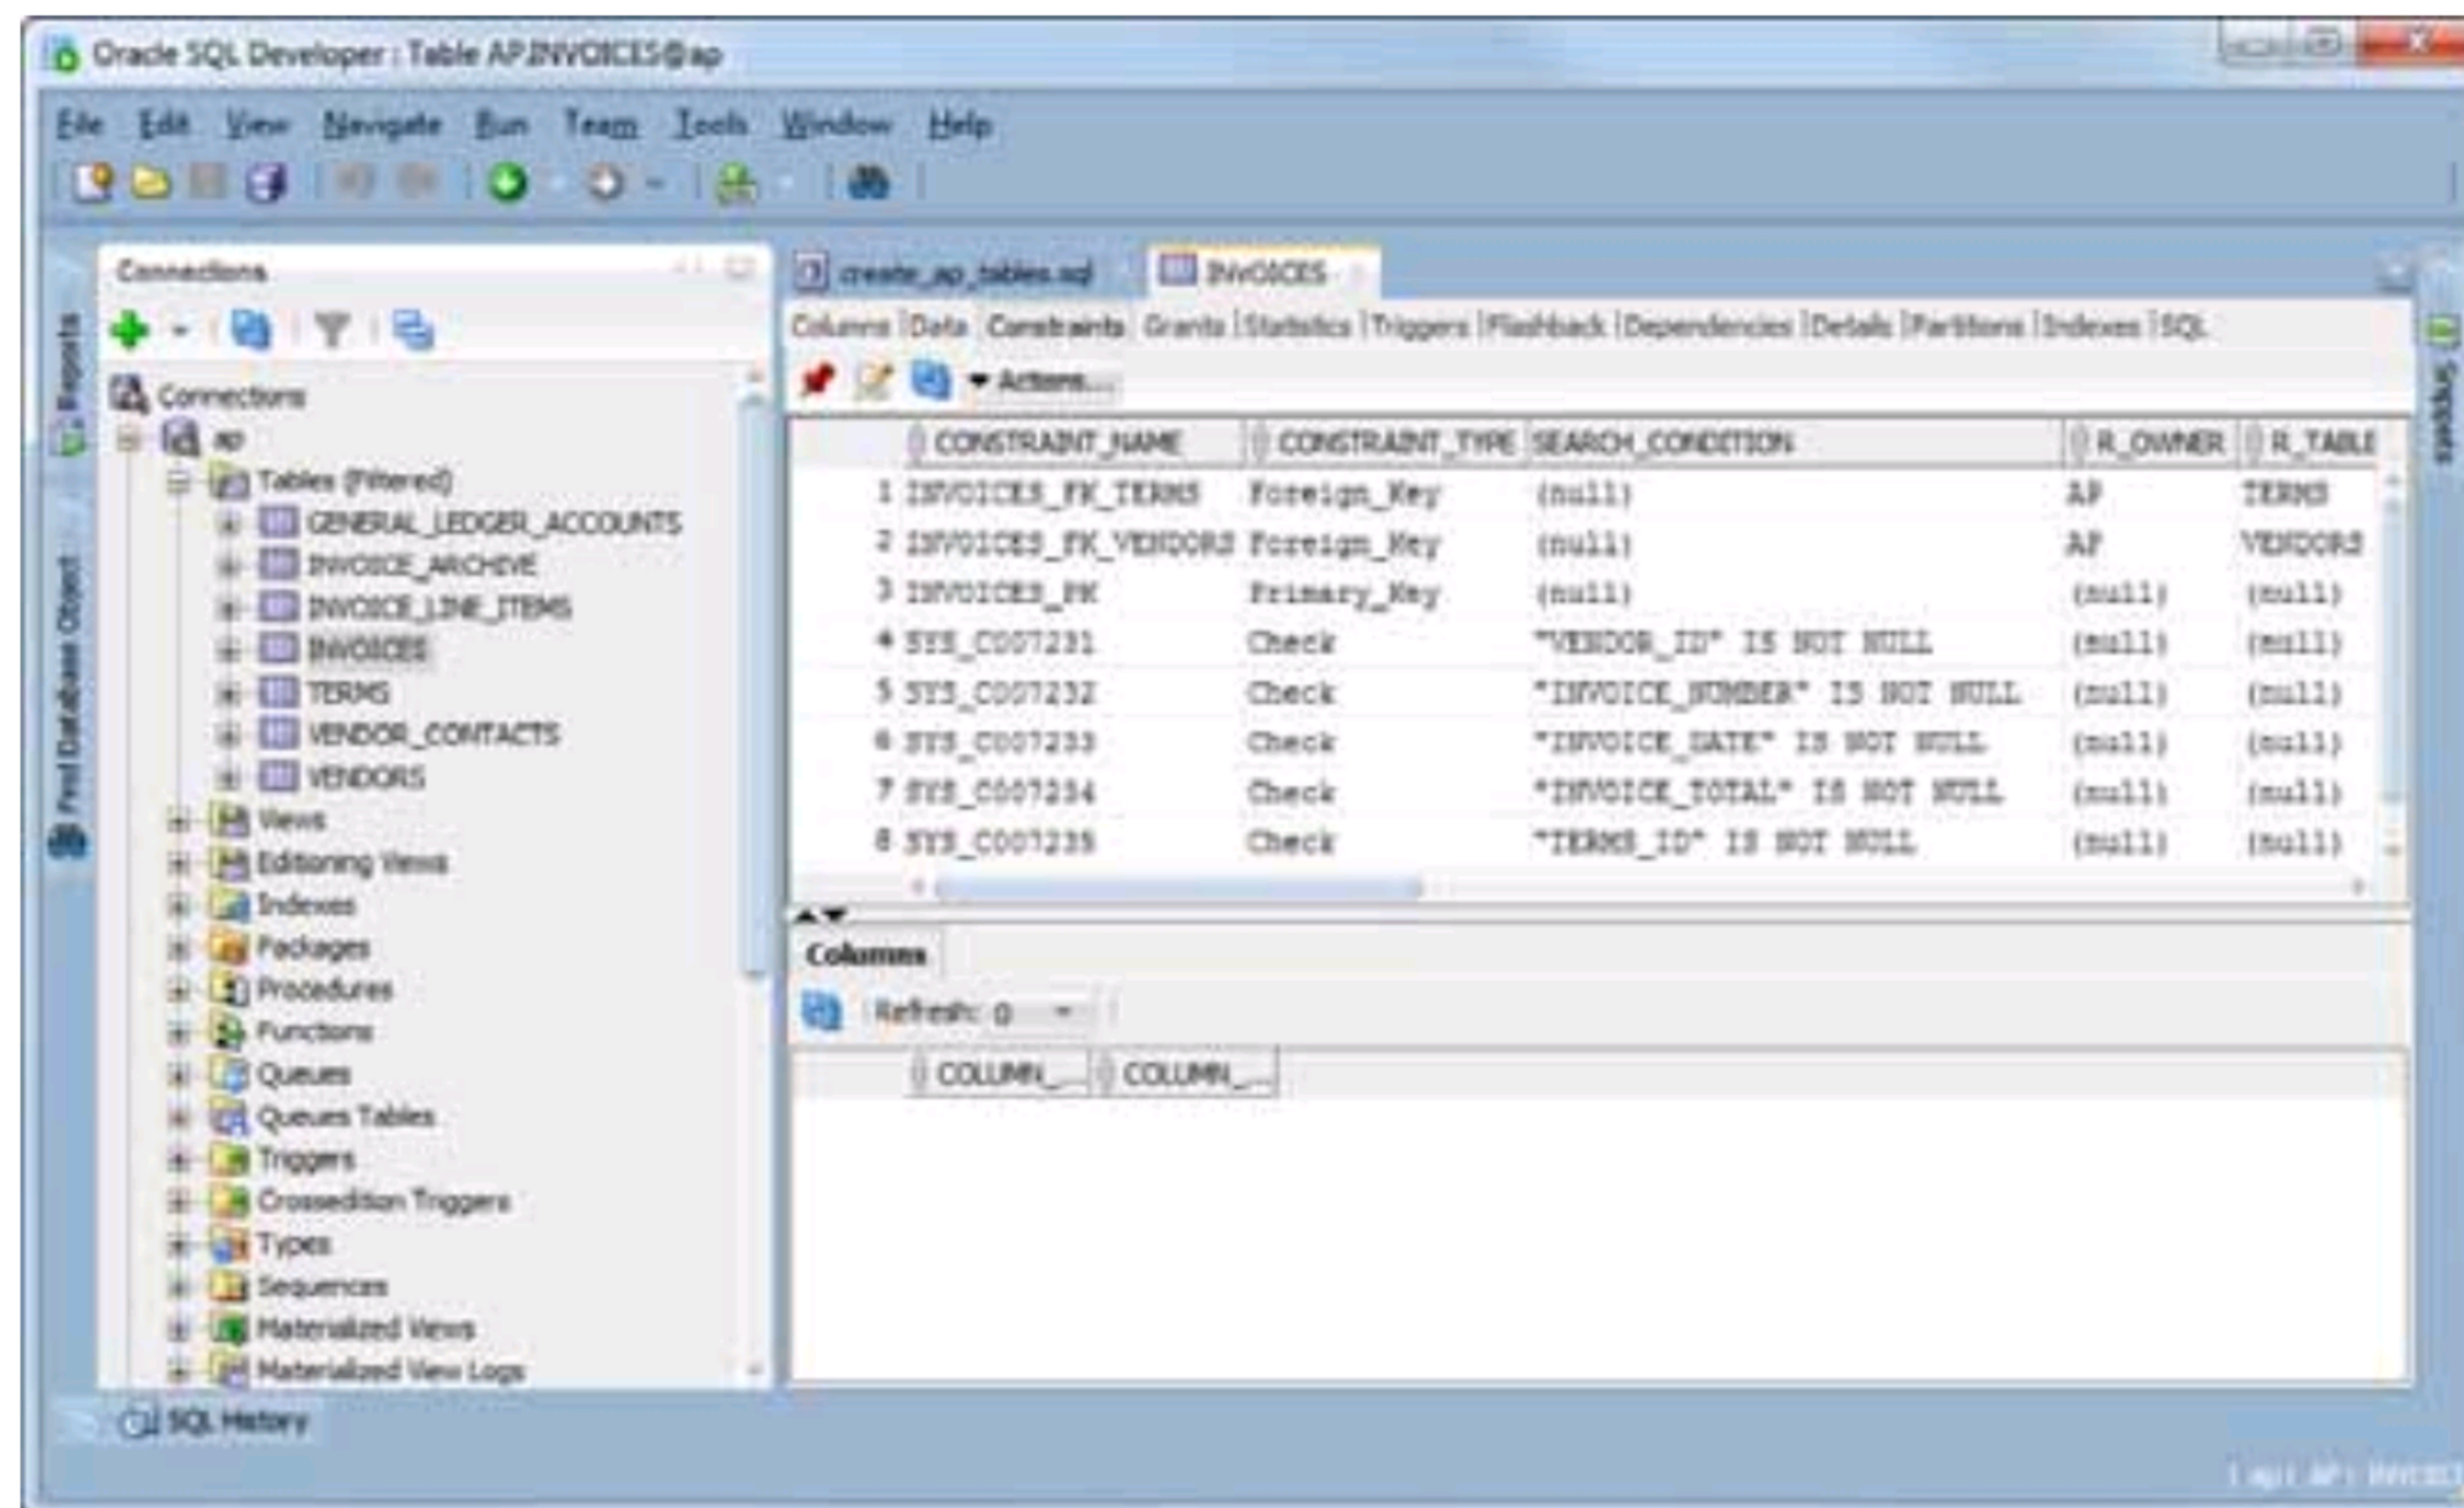 Oracle SQL Developer : Table AP.INVOICES@ap
File Edit View Navigate Run Team Tools Window Help
Reports
Find Database Object
Connections
Connections
ap
Tables (Filtered)
GENERAL_LEDGER_ACCOUNTS
INVOICE_ARCHIVE
INVOICE_LINE_ITEMS
INVOICES
TERMS
VENDOR_CONTACTS
VENDORS
Views
Editioning Views
Indexes
Packages
Procedures
Functions
Queues
Queues Tables
Triggers
Crossedition Triggers
Types
Sequences
Materialized Views
Materialized View Logs
create_ap_tables.sql INVOICES
Columns Data Constraints Grants Statistics Triggers Flashback Dependencies Details Partitions Indexes SQL
Actions...
CONSTRAINT_NAME CONSTRAINT_TYPE SEARCH_CONDITION R_OWNER R_TABLE
1 INVOICES_FK_TERMS Foreign_Key (null) AP TERMS
2 INVOICES_FK_VENDORS Foreign_Key (null) AP VENDORS
3 INVOICES_PK Primary_Key (null) (null) (null)
4 SYS_C007231 Check "VENDOR_ID" IS NOT NULL (null) (null)
5 SYS_C007232 Check "INVOICE_NUMBER" IS NOT NULL (null) (null)
6 SYS_C007233 Check "INVOICE_DATE" IS NOT NULL (null) (null)
7 SYS_C007234 Check "INVOICE_TOTAL" IS NOT NULL (null) (null)
8 SYS_C007235 Check "TERMS_ID" IS NOT NULL (null) (null)
Columns
Refresh: 0
COLUMN_... COLUMN_...
Snippets
SQL History